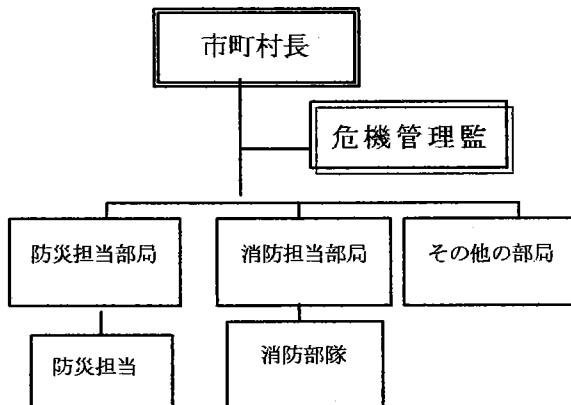 市町村長
危機管理監
防災担当部局
消防担当部局
その他の部局
防災担当
消防部隊